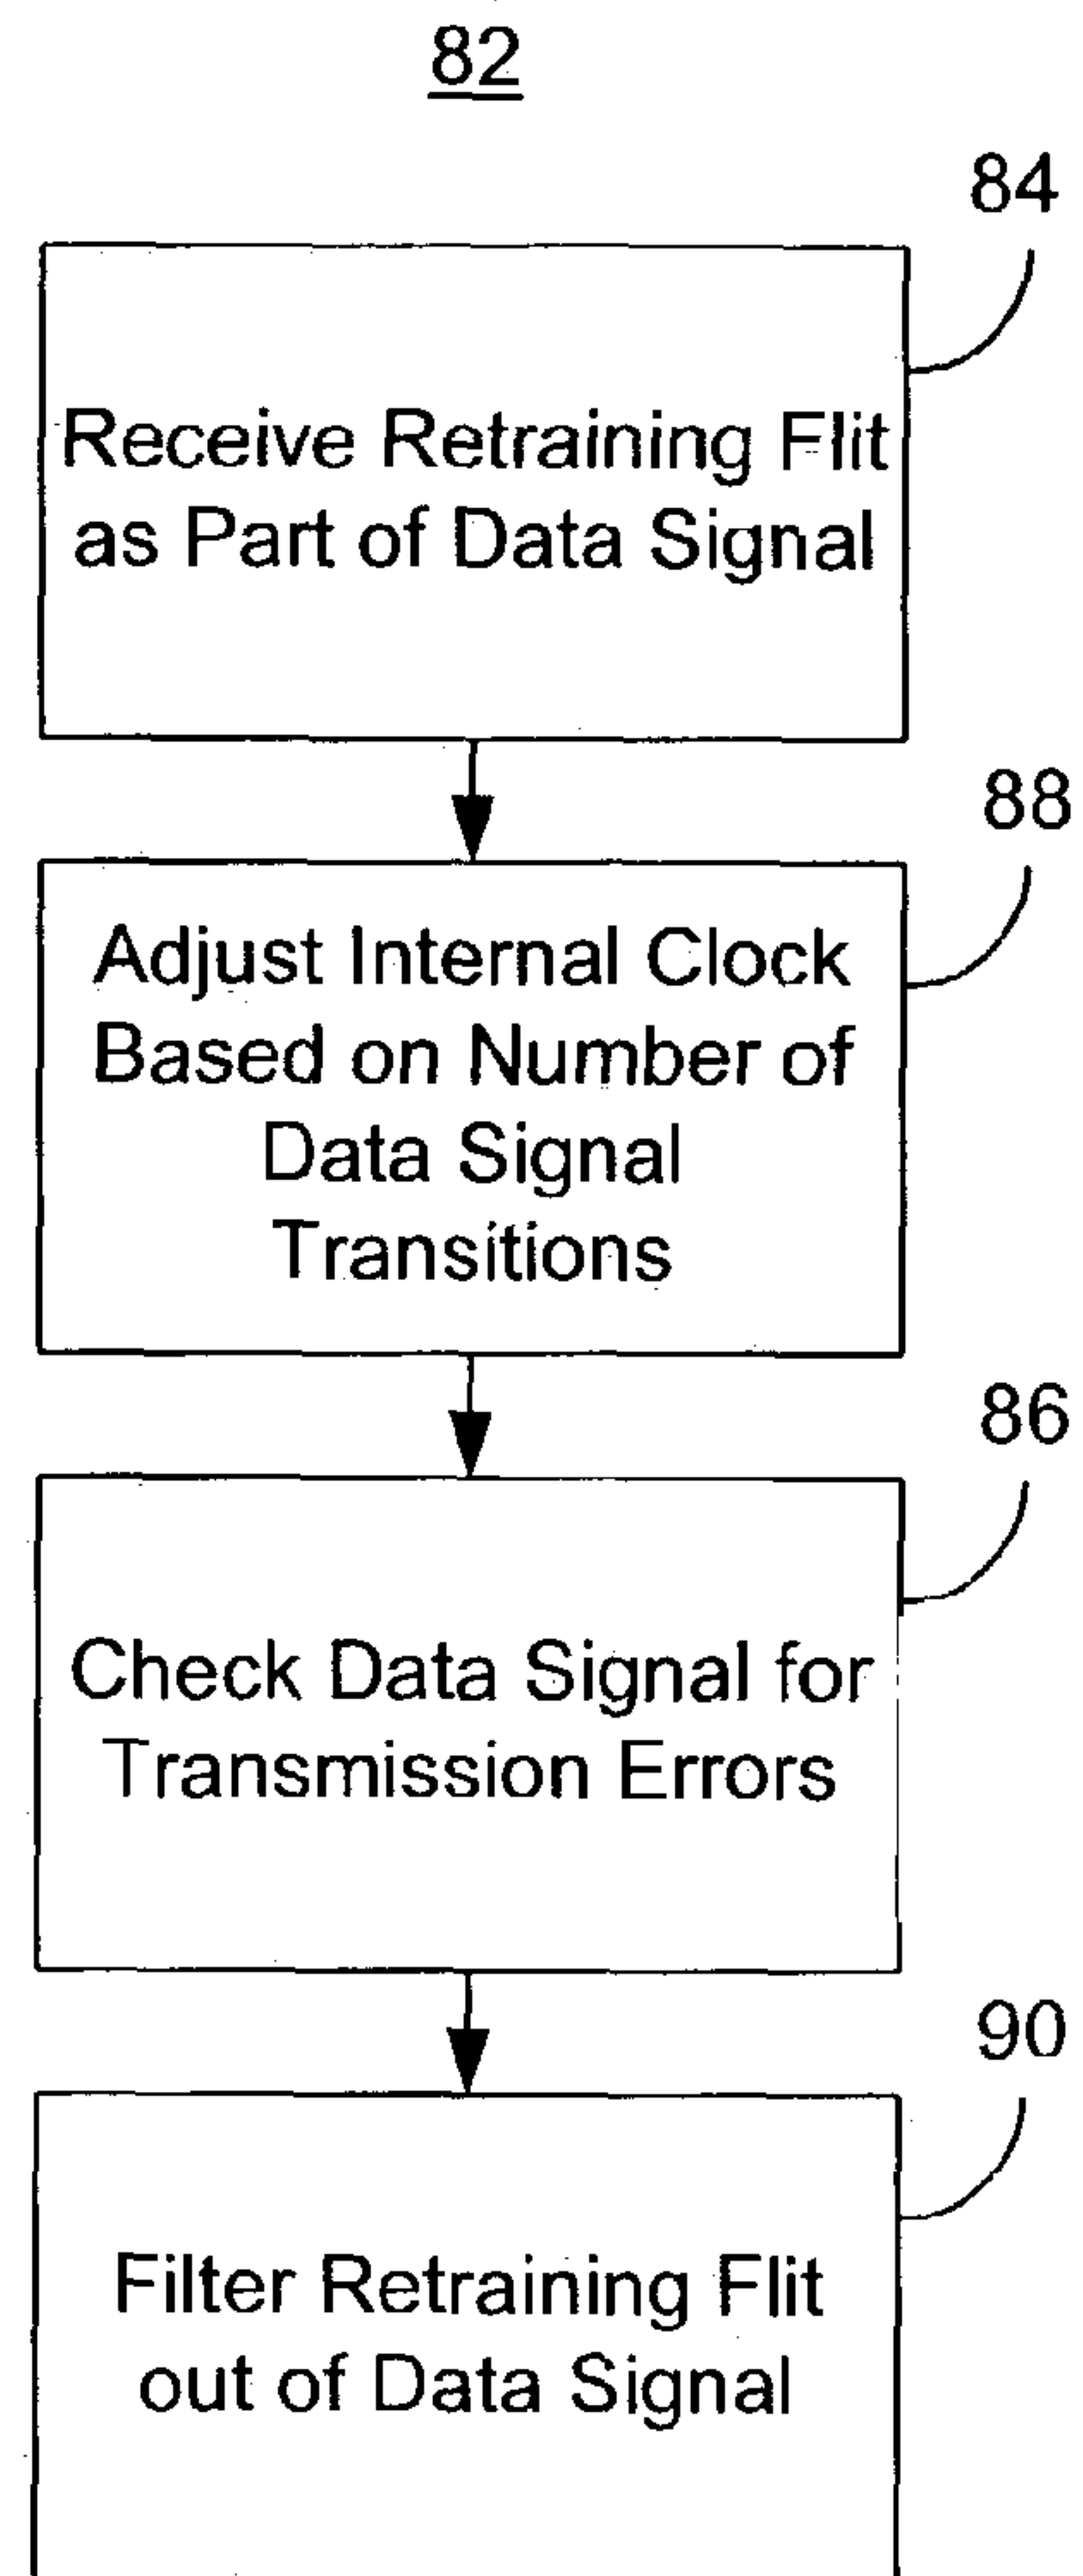 82
84
Receive Retraining Flit
as Part of Data Signal
88
Adjust Internal Clock
Based on Number of
Data Signal
Transitions
86
Check Data Signal for
Transmission Errors
90
Filter Retraining Flit
out of Data Signal